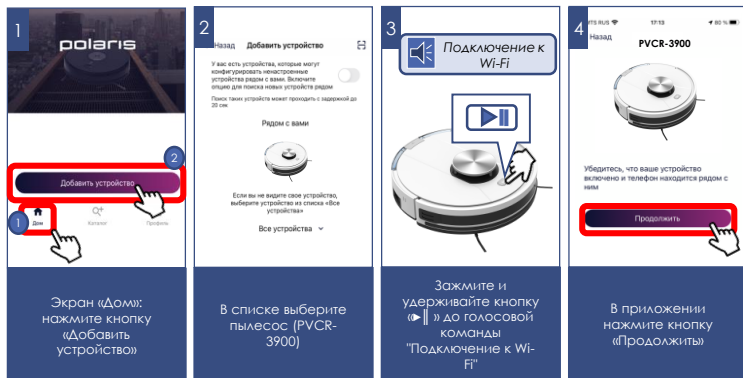 1
polaris
2
Добавить устройство
1
Дом
Каталог
Профиль
Экран «Дом»:
нажмите кнопку
«Добавить
устройство»
2
Назад Добавить устройство
У вас есть устройства, которые могут
конфигурировать ненастроенные
устройства рядом с вами. Включите
опцию для поиска новых устройств рядом
Поиск таких устройств может проходить с задержкой до
20 сек
Рядом с вами
Если вы не видите свое устройство,
выберите устройство из списка «Все
устройства»
Все устройства
В списке выберите
пылесос (PVCR-
3900)
3
Подключение к
Wi-Fi
Зажмите и
удерживайте кнопку
«▶║ » до голосовой
команды
"Подключение к Wi-
Fi"
4
MTS RUS 17:13 80 %
Назад
PVCR-3900
Убедитесь, что ваше устройство
включено и телефон находится рядом с
ним
Продолжить
В приложении
нажмите кнопку
«Продолжить»